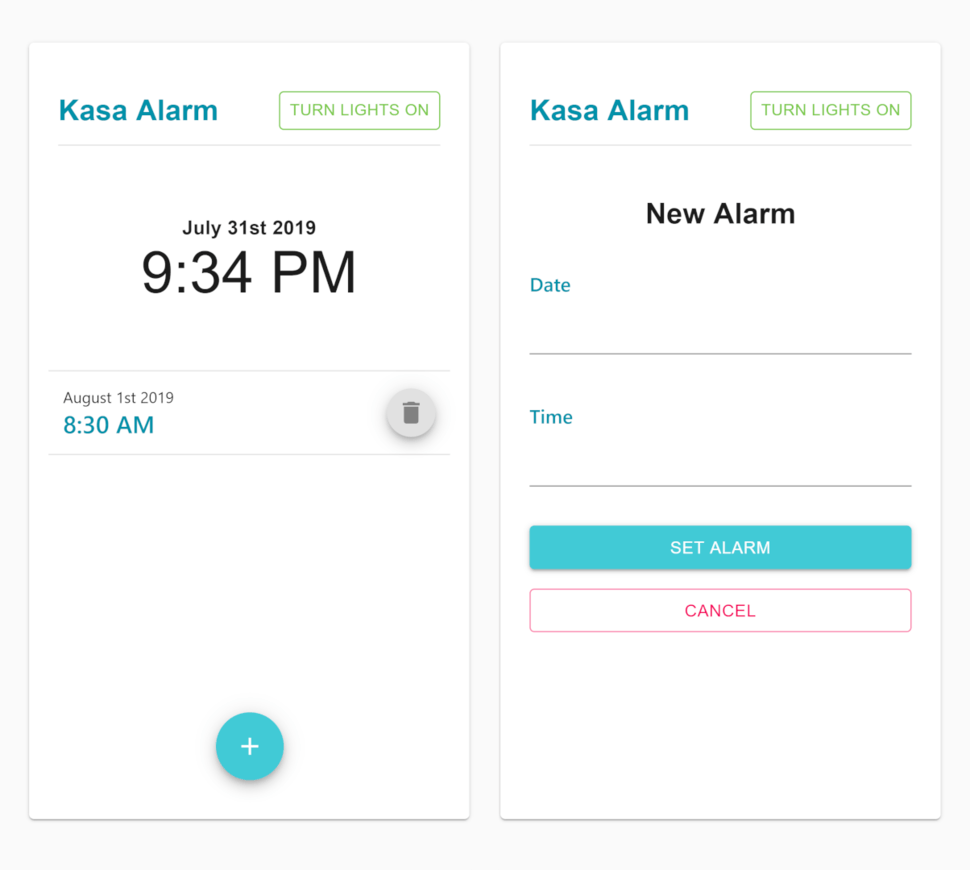 Kasa Alarm
TURN LIGHTS ON
July 31st 2019
9:34 PM
August 1st 2019
8:30 AM
+
Kasa Alarm
TURN LIGHTS ON
New Alarm
Date
Time
SET ALARM
CANCEL